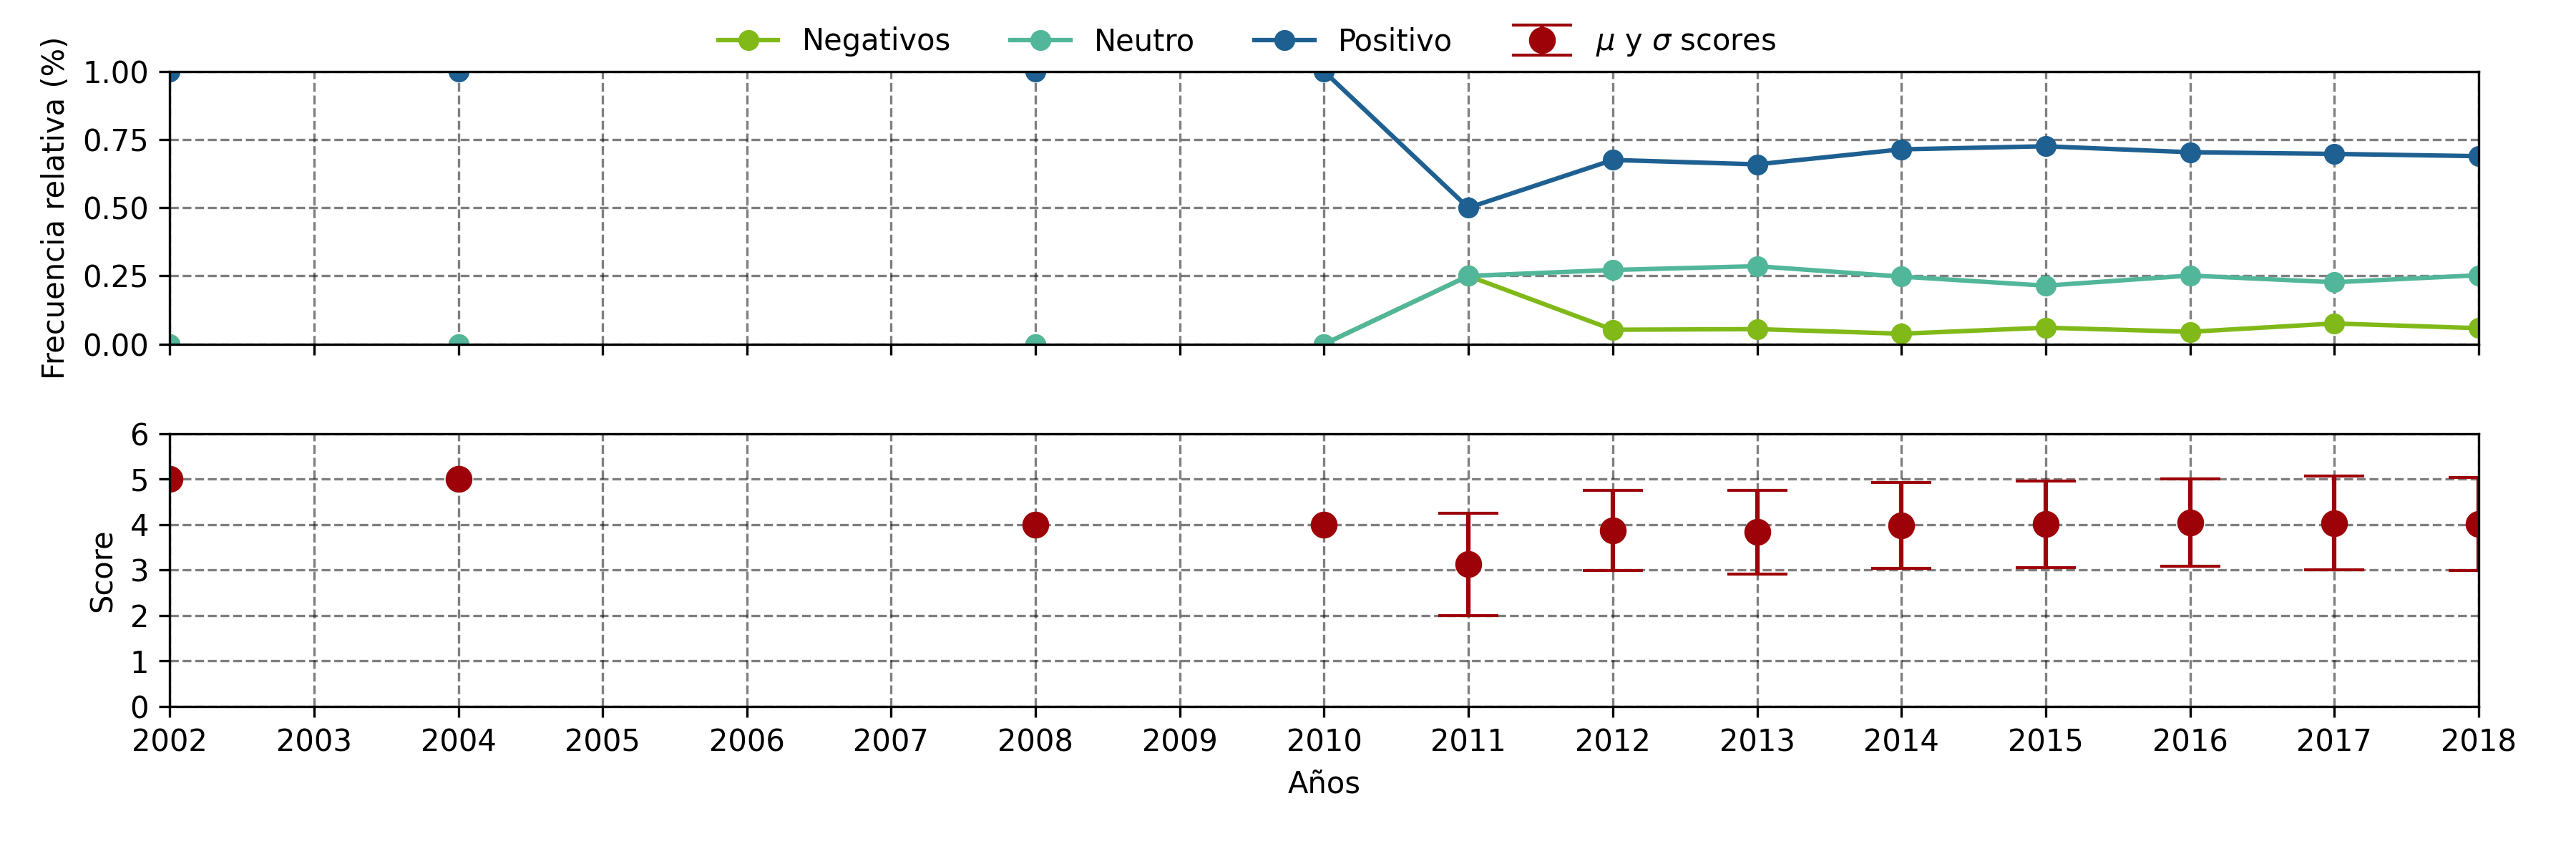 Negativos Neutro Positivo μ y σ scores
Frecuencia relativa (%)
1.00
0.75
0.50
0.25
0.00
Score
6
5
4
3
2
1
0
2002 2003 2004 2005 2006 2007 2008 2009 2010 2011 2012 2013 2014 2015 2016 2017 2018
Años